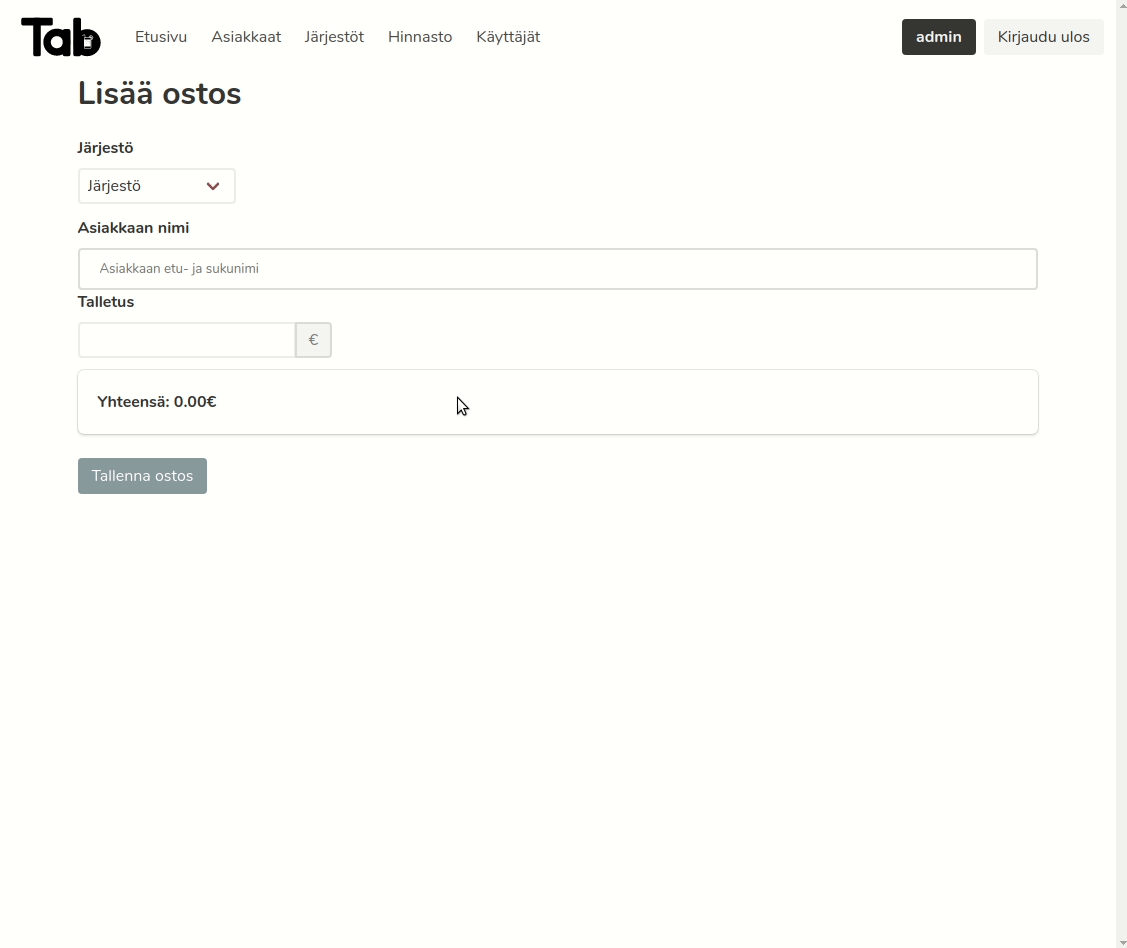 Tab Etusivu Asiakkaat Järjestöt Hinnasto Käyttäjät admin Kirjaudu ulos
Lisää ostos
Järjestö
Järjestö
Asiakkaan nimi
Asiakkaan etu- ja sukunimi
Talletus
€
Yhteensä: 0.00€
Tallenna ostos